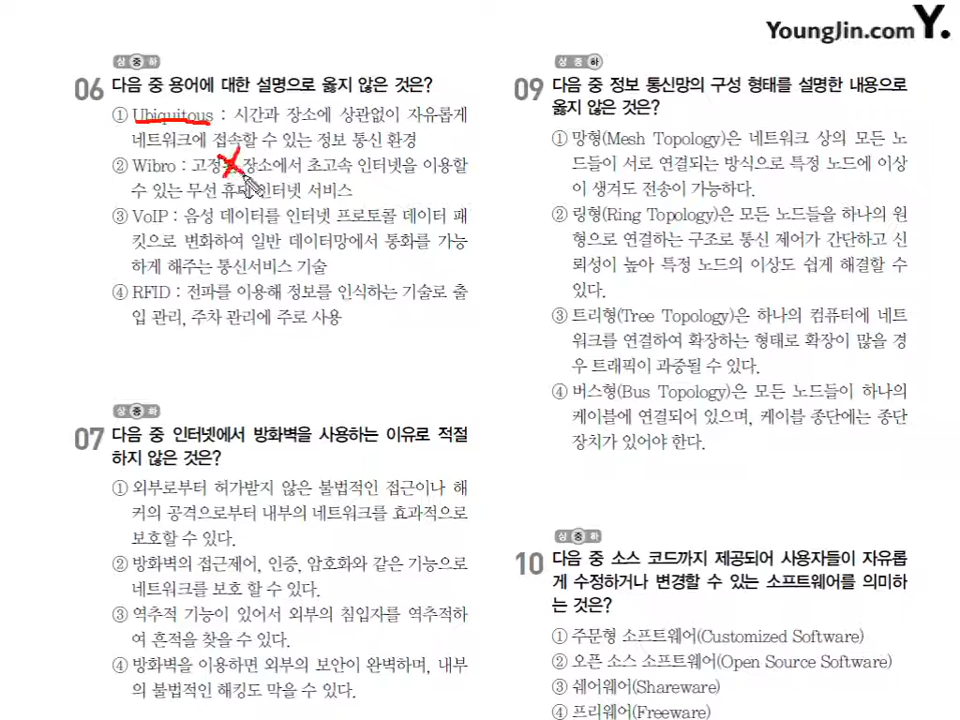 YoungJin.com Y.
상 중 하
06 다음 중 용어에 대한 설명으로 옳지 않은 것은?
① Ubiquitous : 시간과 장소에 상관없이 자유롭게
네트워크에 접속할 수 있는 정보 통신 환경
② Wibro : 고정된 장소에서 초고속 인터넷을 이용할
수 있는 무선 휴대 인터넷 서비스
③ VoIP : 음성 데이터를 인터넷 프로토콜 데이터 패
킷으로 변화하여 일반 데이터망에서 통화를 가능
하게 해주는 통신서비스 기술
④ RFID : 전파를 이용해 정보를 인식하는 기술로 출
입 관리, 주차 관리에 주로 사용
상 중 하
07 다음 중 인터넷에서 방화벽을 사용하는 이유로 적절
하지 않은 것은?
① 외부로부터 허가받지 않은 불법적인 접근이나 해
커의 공격으로부터 내부의 네트워크를 효과적으로
보호할 수 있다.
② 방화벽의 접근제어, 인증, 암호화와 같은 기능으로
네트워크를 보호 할 수 있다.
③ 역추적 기능이 있어서 외부의 침입자를 역추적하
여 흔적을 찾을 수 있다.
④ 방화벽을 이용하면 외부의 보안이 완벽하며, 내부
의 불법적인 해킹도 막을 수 있다.
상 중 하
09 다음 중 정보 통신망의 구성 형태를 설명한 내용으로
옳지 않은 것은?
① 망형(Mesh Topology)은 네트워크 상의 모든 노
드들이 서로 연결되는 방식으로 특정 노드에 이상
이 생겨도 전송이 가능하다.
② 링형(Ring Topology)은 모든 노드들을 하나의 원
형으로 연결하는 구조로 통신 제어가 간단하고 신
뢰성이 높아 특정 노드의 이상도 쉽게 해결할 수
있다.
③ 트리형(Tree Topology)은 하나의 컴퓨터에 네트
워크를 연결하여 확장하는 형태로 확장이 많을 경
우 트래픽이 과중될 수 있다.
④ 버스형(Bus Topology)은 모든 노드들이 하나의
케이블에 연결되어 있으며, 케이블 종단에는 종단
장치가 있어야 한다.
상 중 하
10 다음 중 소스 코드까지 제공되어 사용자들이 자유롭
게 수정하거나 변경할 수 있는 소프트웨어를 의미하
는 것은?
① 주문형 소프트웨어(Customized Software)
② 오픈 소스 소프트웨어(Open Source Software)
③ 쉐어웨어(Shareware)
④ 프리웨어(Freeware)